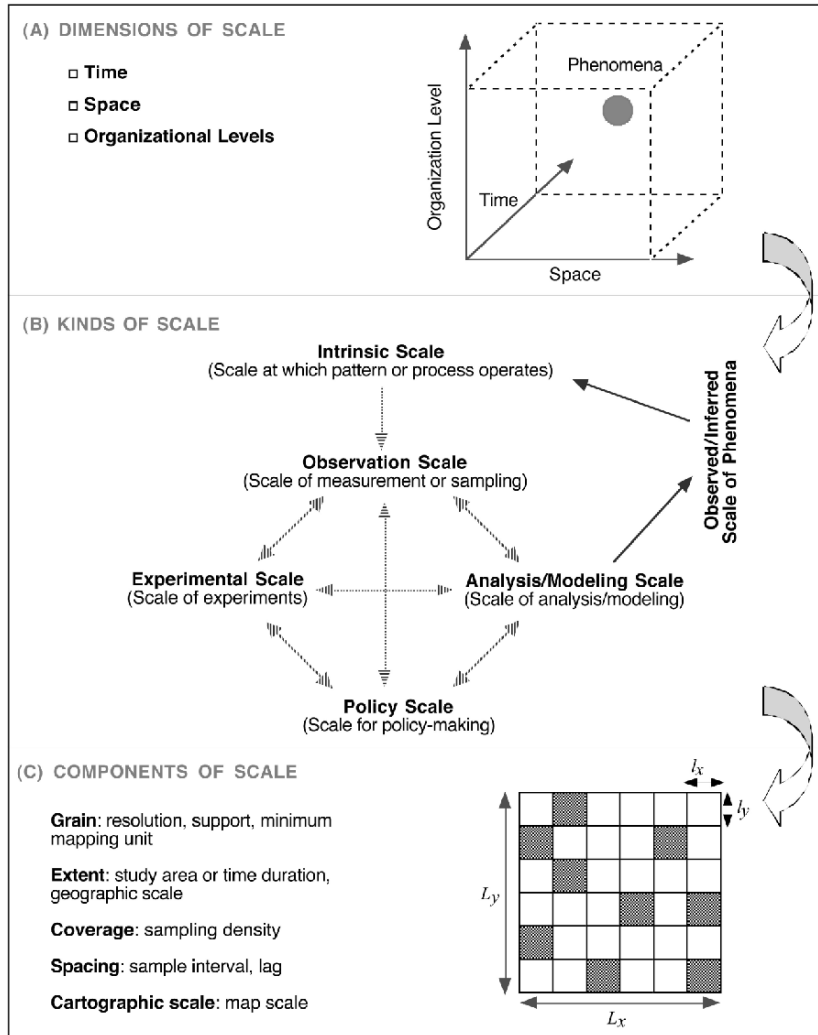 (A) DIMENSIONS OF SCALE
Time
Space
Organizational Levels
Organization Level
Phenomena
Time
Space
(B) KINDS OF SCALE
Intrinsic Scale
(Scale at which pattern or process operates)
Observation Scale
(Scale of measurement or sampling)
Observed/Inferred
Scale of Phenomena
Experimental Scale
(Scale of experiments)
Analysis/Modeling Scale
(Scale of analysis/modeling)
Policy Scale
(Scale for policy-making)
(C) COMPONENTS OF SCALE
Grain: resolution, support, minimum
mapping unit
Extent: study area or time duration,
geographic scale
Coverage: sampling density
Spacing: sample interval, lag
Cartographic scale: map scale
lx
ly
Ly
Lx